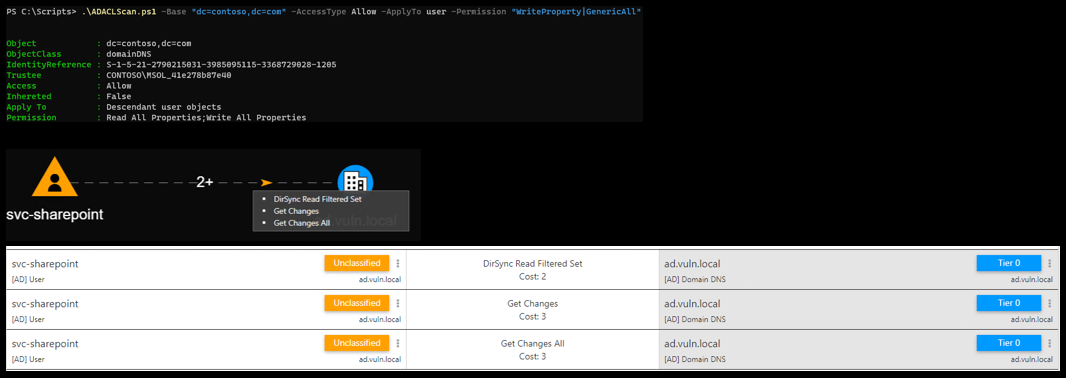 PS C:\Scripts> .\ADACLScan.ps1 -Base "dc=contoso,dc=com" -AccessType Allow -ApplyTo user -Permission "WriteProperty|GenericAll"
Object : dc=contoso,dc=com
ObjectClass : domainDNS
IdentityReference : S-1-5-21-2790215031-3985095115-3368729028-1205
Trustee : CONTOSO\MSOL_41e278b87e40
Access : Allow
Inhereted : False
Apply To : Descendant user objects
Permission : Read All Properties;Write All Properties
2+
svc-sharepoint
DirSync Read Filtered Set
Get Changes
Get Changes All
ad.vuln.local
svc-sharepoint Unclassified DirSync Read Filtered Set ad.vuln.local Tier 0
[AD] User ad.vuln.local Cost: 2 [AD] Domain DNS ad.vuln.local
svc-sharepoint Unclassified Get Changes ad.vuln.local Tier 0
[AD] User ad.vuln.local Cost: 3 [AD] Domain DNS ad.vuln.local
svc-sharepoint Unclassified Get Changes All ad.vuln.local Tier 0
[AD] User ad.vuln.local Cost: 3 [AD] Domain DNS ad.vuln.local